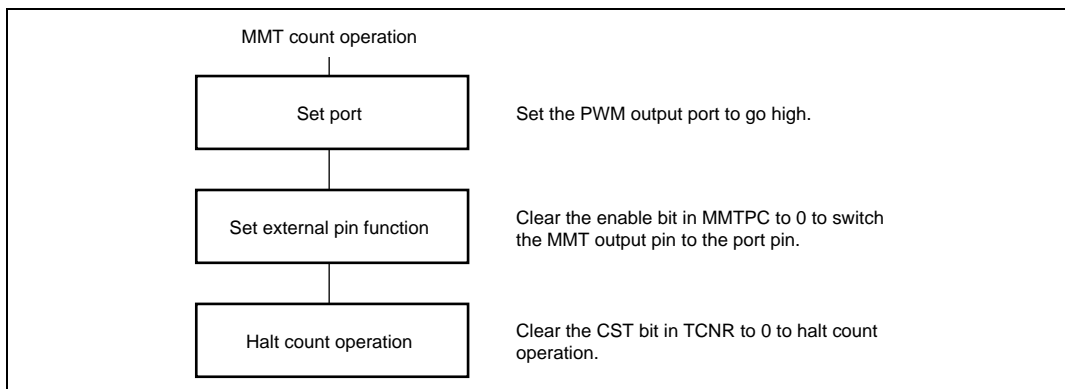 MMT count operation
Set port
Set the PWM output port to go high.
Set external pin function
Clear the enable bit in MMTPC to 0 to switch
the MMT output pin to the port pin.
Halt count operation
Clear the CST bit in TCNR to 0 to halt count
operation.